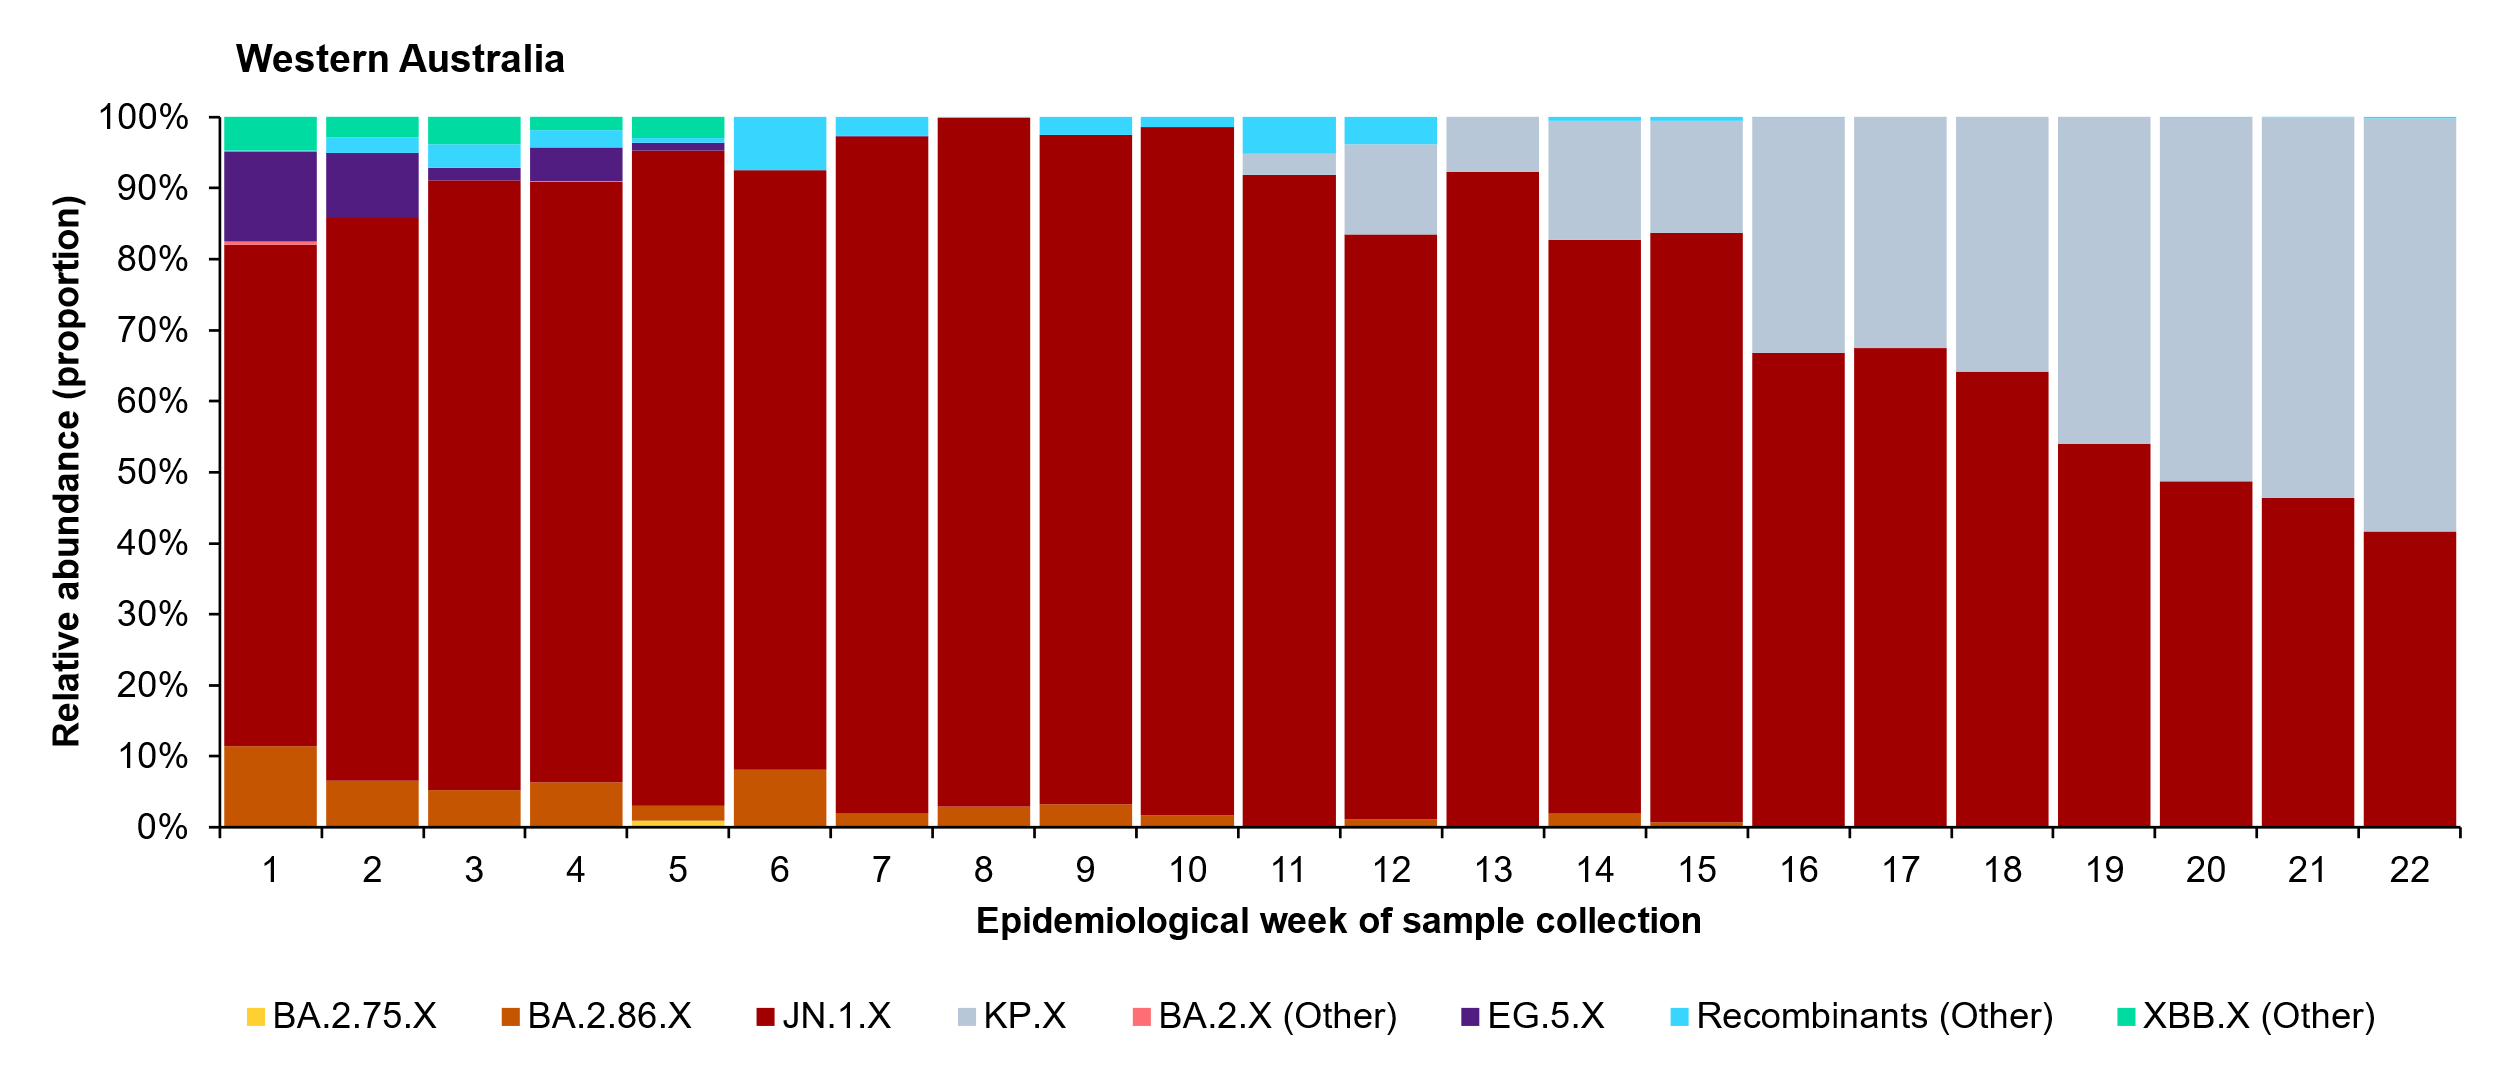 Western Australia
100%
90%
80%
70%
60%
50%
40%
30%
20%
10%
0%
Relative abundance (proportion)
1 2 3 4 5 6 7 8 9 10 11 12 13 14 15 16 17 18 19 20 21 22
Epidemiological week of sample collection
BA.2.75.X BA.2.86.X JN.1.X KP.X BA.2.X (Other) EG.5.X Recombinants (Other) XBB.X (Other)